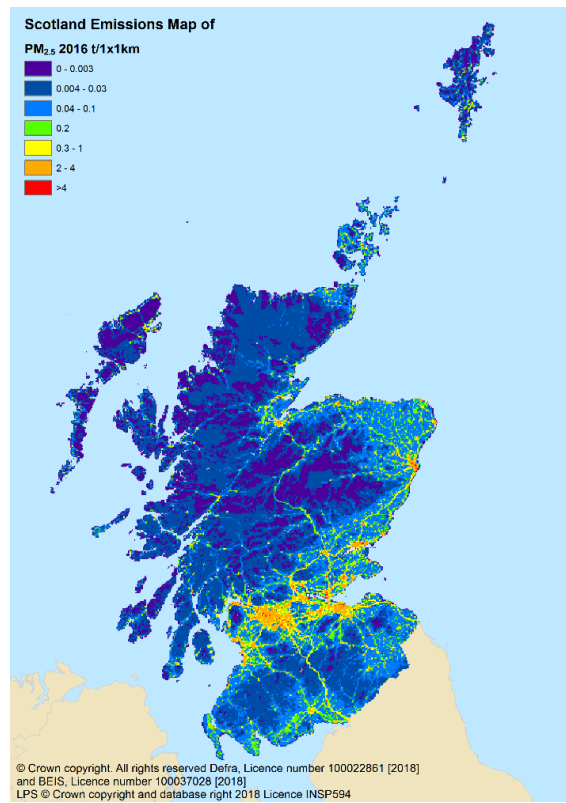 Scotland Emissions Map of
PM2.5 2016 t/1x1km
0 - 0.003
0.004 - 0.03
0.04 - 0.1
0.2
0.3 - 1
2 - 4
>4
© Crown copyright. All rights reserved Defra, Licence number 100022861 [2018]
and BEIS, Licence number 100037028 [2018]
LPS © Crown copyright and database right 2018 Licence INSP594